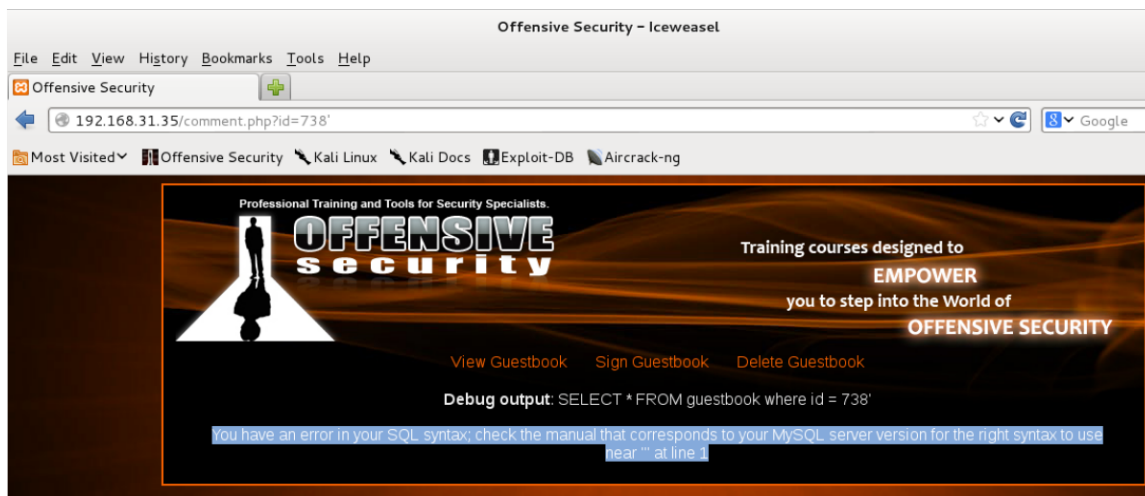 Offensive Security – Iceweasel
File Edit View History Bookmarks Tools Help
Offensive Security
192.168.31.35/comment.php?id=738'
8 Google
Most Visited Offensive Security Kali Linux Kali Docs Exploit-DB Aircrack-ng
Professional Training and Tools for Security Specialists.
OFFENSIVE
security
Training courses designed to
EMPOWER
you to step into the World of
OFFENSIVE SECURITY
View Guestbook Sign Guestbook Delete Guestbook
Debug output: SELECT * FROM guestbook where id = 738'
You have an error in your SQL syntax; check the manual that corresponds to your MySQL server version for the right syntax to use
near ''' at line 1